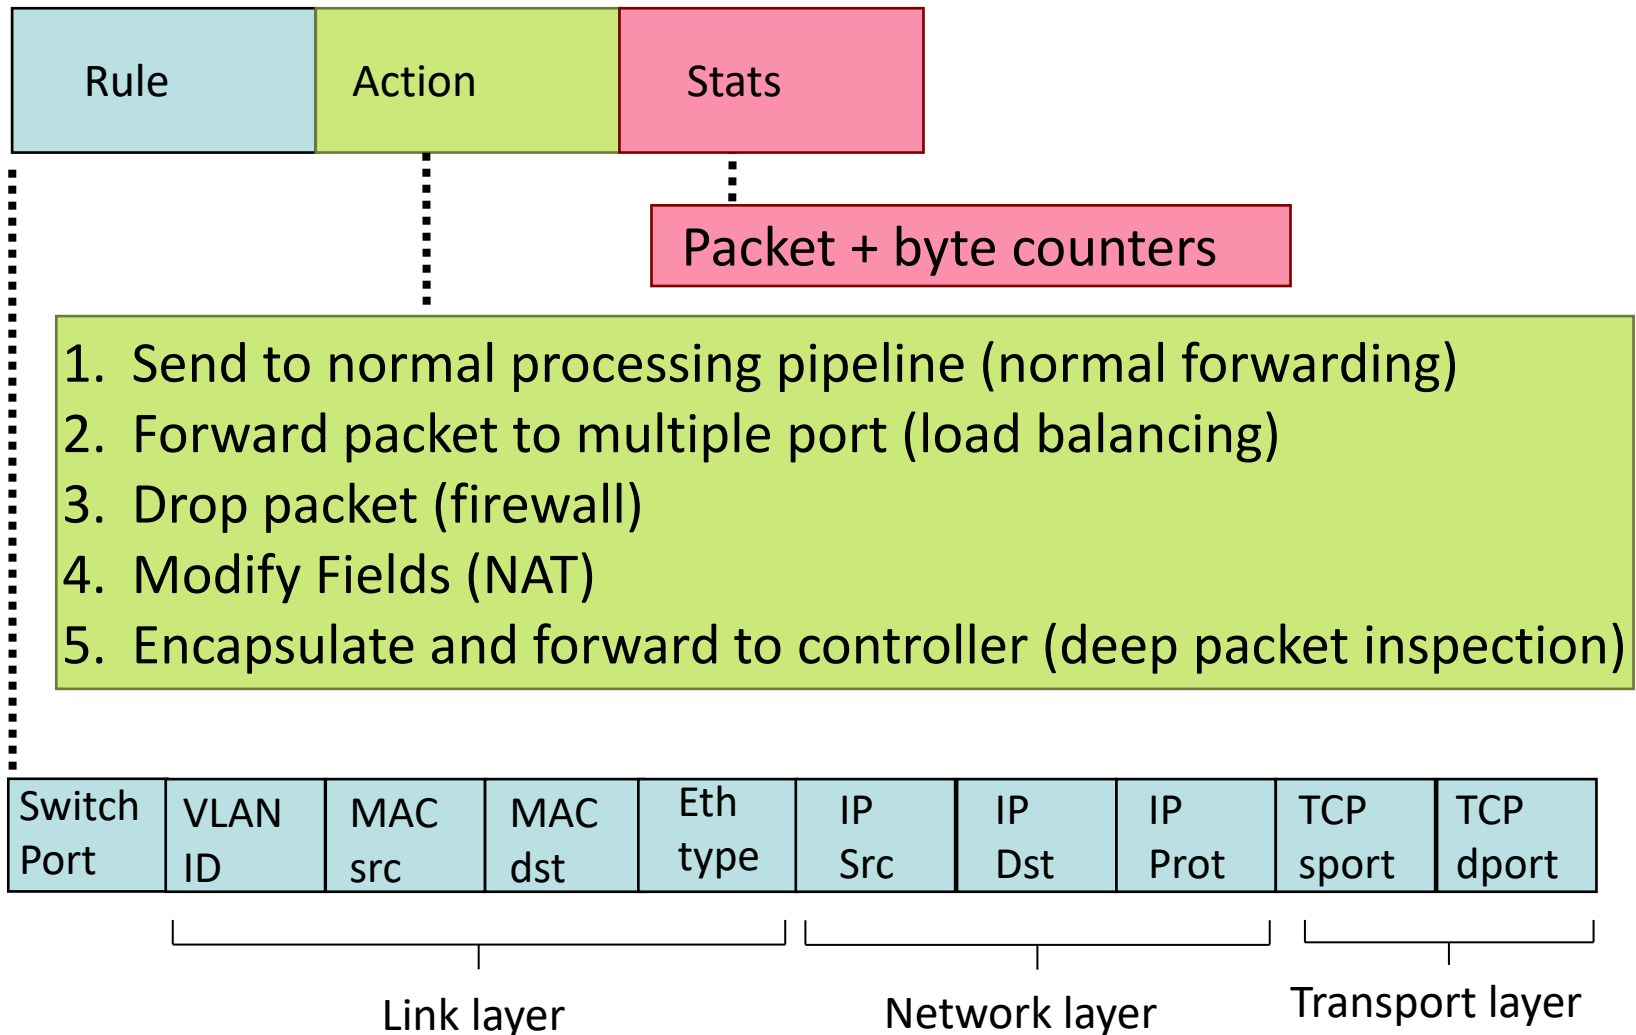 Rule Action Stats
Packet + byte counters
1. Send to normal processing pipeline (normal forwarding)
2. Forward packet to multiple port (load balancing)
3. Drop packet (firewall)
4. Modify Fields (NAT)
5. Encapsulate and forward to controller (deep packet inspection)
Switch
Port
VLAN
ID
MAC
src
MAC
dst
Eth
type
IP
Src
IP
Dst
IP
Prot
TCP
sport
TCP
dport
Link layer
Network layer
Transport layer